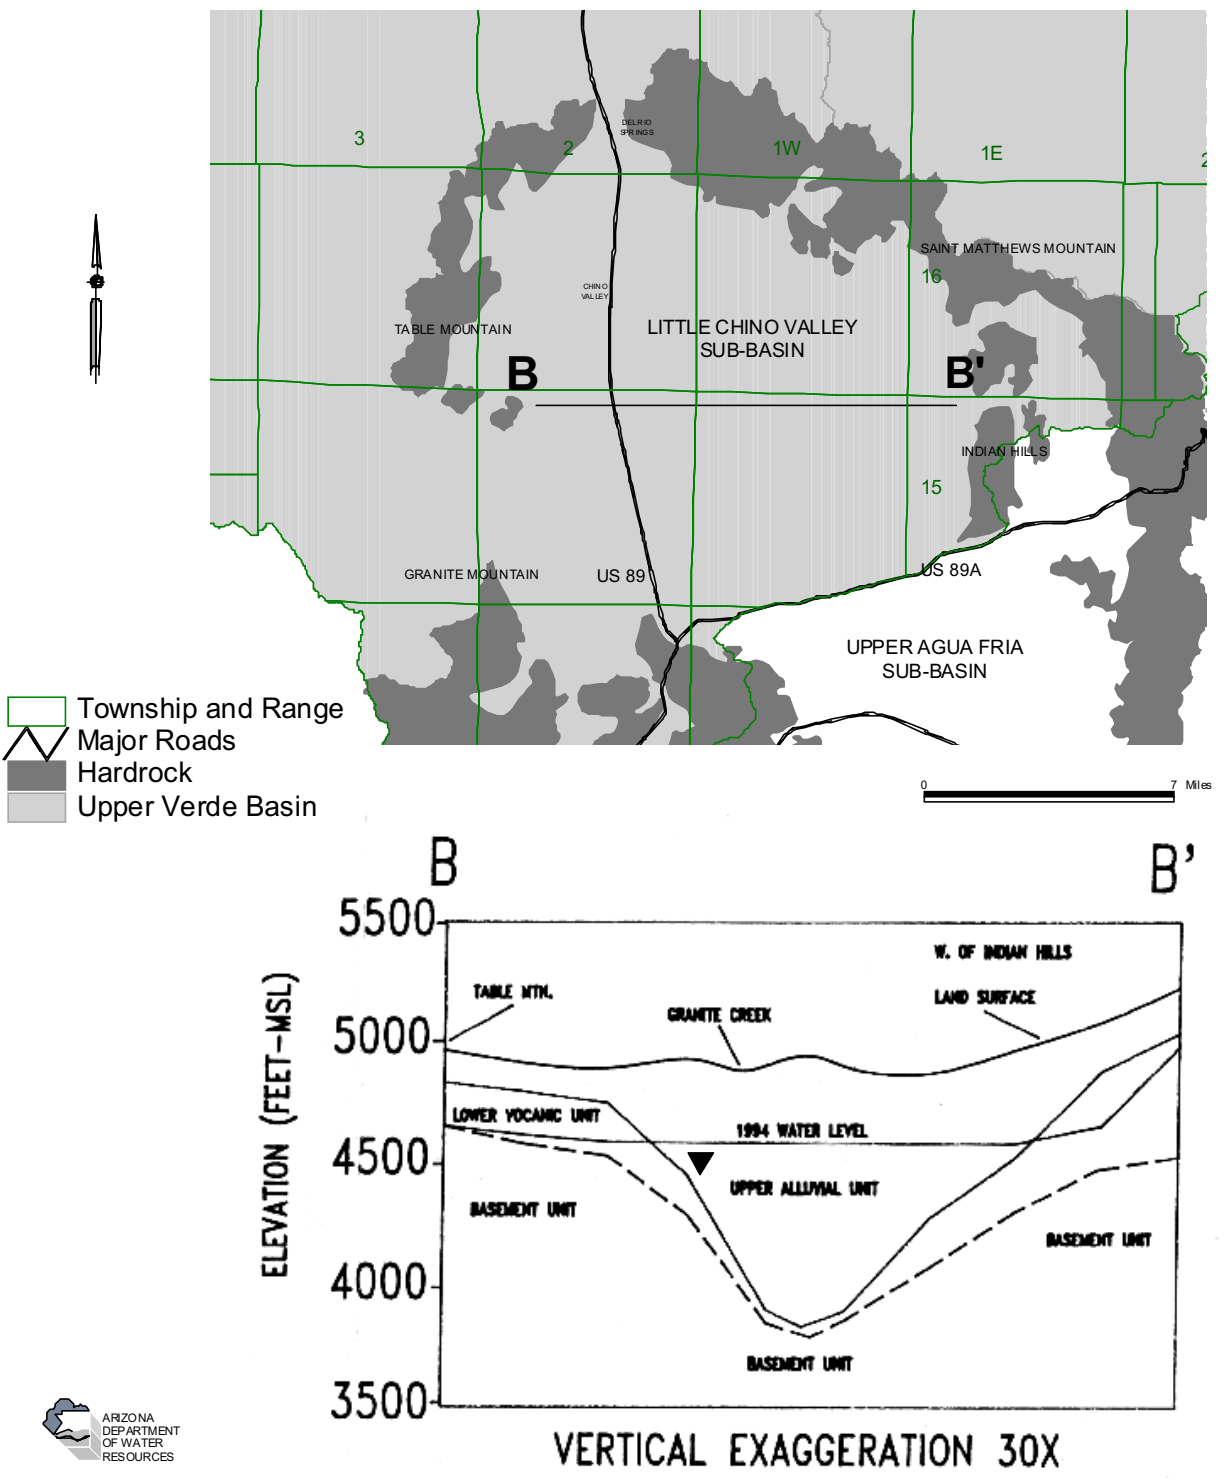 DEL RIO
SPRINGS
3
2
1W
1E
2
SAINT MATTHEWS MOUNTAIN
16
CHINO
VALLEY
TABLE MOUNTAIN
LITTLE CHINO VALLEY
SUB-BASIN
B
B'
INDIAN HILLS
15
GRANITE MOUNTAIN
US 89
US 89A
UPPER AGUA FRIA
SUB-BASIN
Township and Range
Major Roads
Hardrock
Upper Verde Basin
0
7 Miles
B
B'
5500
5000
4500
4000
3500
ELEVATION (FEET-MSL)
W. OF INDIAN HILLS
TABLE MTN.
LAND SURFACE
GRANITE CREEK
LOWER VOCANIC UNIT
1994 WATER LEVEL
UPPER ALLUVIAL UNIT
BASEMENT UNIT
BASEMENT UNIT
BASEMENT UNIT
VERTICAL EXAGGERATION 30X
ARIZONA
DEPARTMENT
OF WATER
RESOURCES